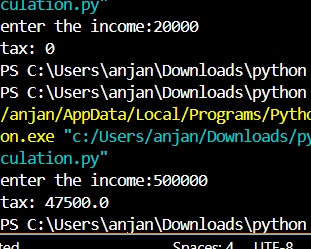 culation.py"
enter the income:20000
tax: 0
PS C:\Users\anjan\Downloads\python
PS C:\Users\anjan\Downloads\python
/anjan/AppData/Local/Programs/Pytho
on.exe "c:/Users/anjan/Downloads/py
culation.py"
enter the income:500000
tax: 47500.0
PS C:\Users\anjan\Downloads\python
Spaces: 4 UTF-8